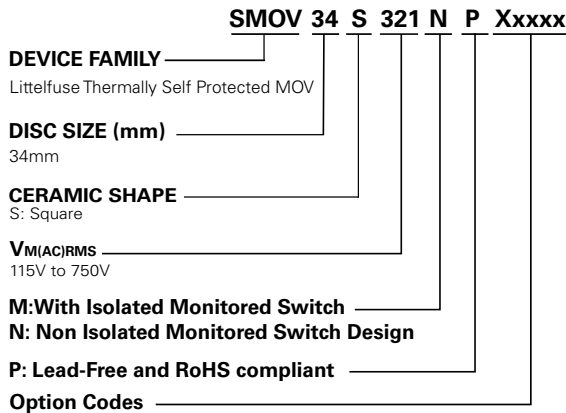 SMOV 34 S 321 N P Xxxxx
DEVICE FAMILY
Littelfuse Thermally Self Protected MOV
DISC SIZE (mm)
34mm
CERAMIC SHAPE
S: Square
VM(AC)RMS
115V to 750V
M:With Isolated Monitored Switch
N: Non Isolated Monitored Switch Design
P: Lead-Free and RoHS compliant
Option Codes